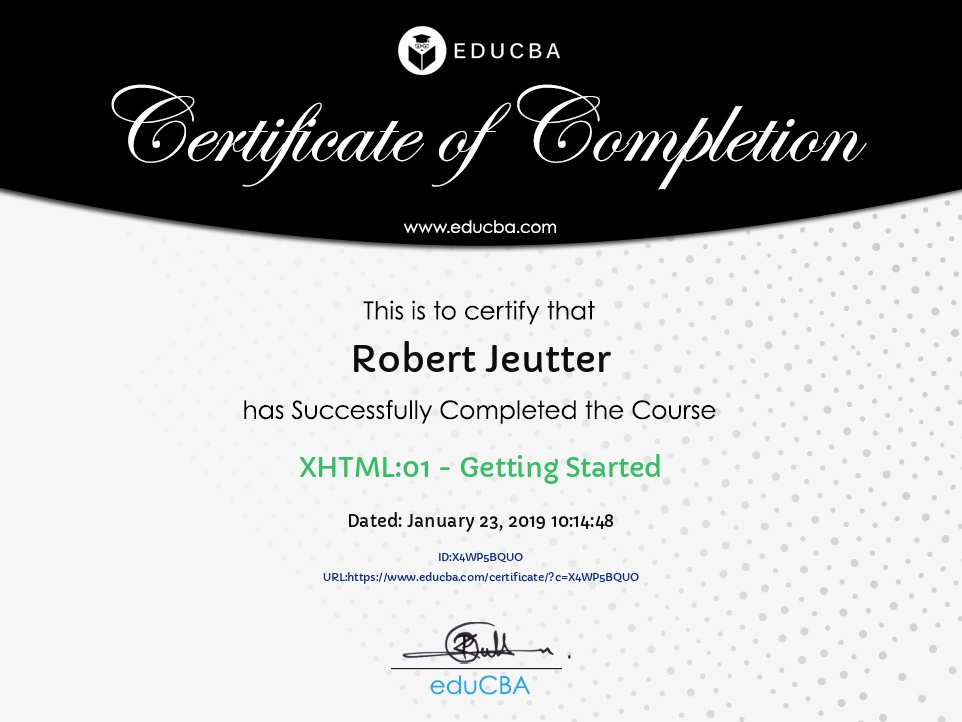 EDUCBA
Certificate of Completion
www.educba.com
This is to certify that
Robert Jeutter
has Successfully Completed the Course
XHTML:01 - Getting Started
Dated: January 23, 2019 10:14:48
ID:X4WP5BQUO
URL:https://www.educba.com/certificate/?c=X4WP5BQUO
eduCBA